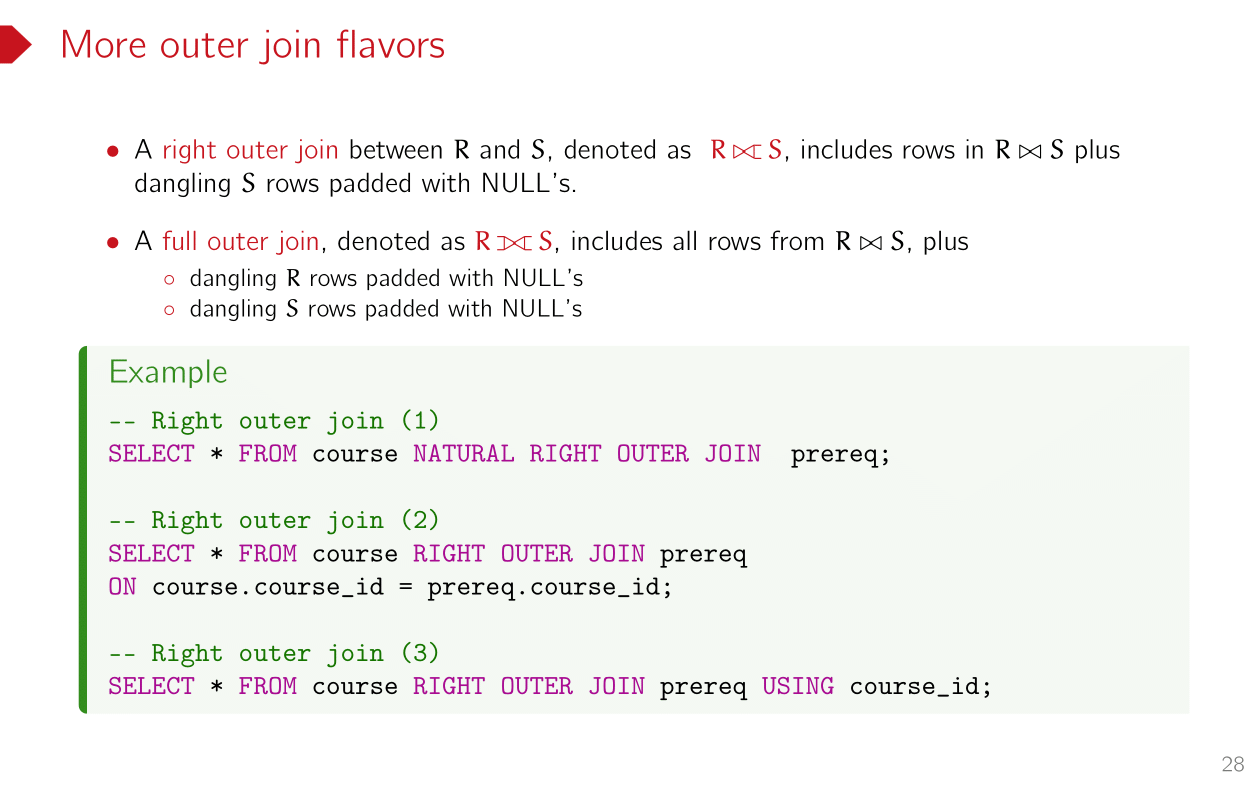 More outer join flavors
• A right outer join between R and S, denoted as R ⟖ S, includes rows in R ⋈ S plus
dangling S rows padded with NULL's.
• A full outer join, denoted as R ⟗ S, includes all rows from R ⋈ S, plus
◦ dangling R rows padded with NULL's
◦ dangling S rows padded with NULL's
Example
-- Right outer join (1)
SELECT * FROM course NATURAL RIGHT OUTER JOIN  prereq;
-- Right outer join (2)
SELECT * FROM course RIGHT OUTER JOIN prereq
ON course.course_id = prereq.course_id;
-- Right outer join (3)
SELECT * FROM course RIGHT OUTER JOIN prereq USING course_id;
28